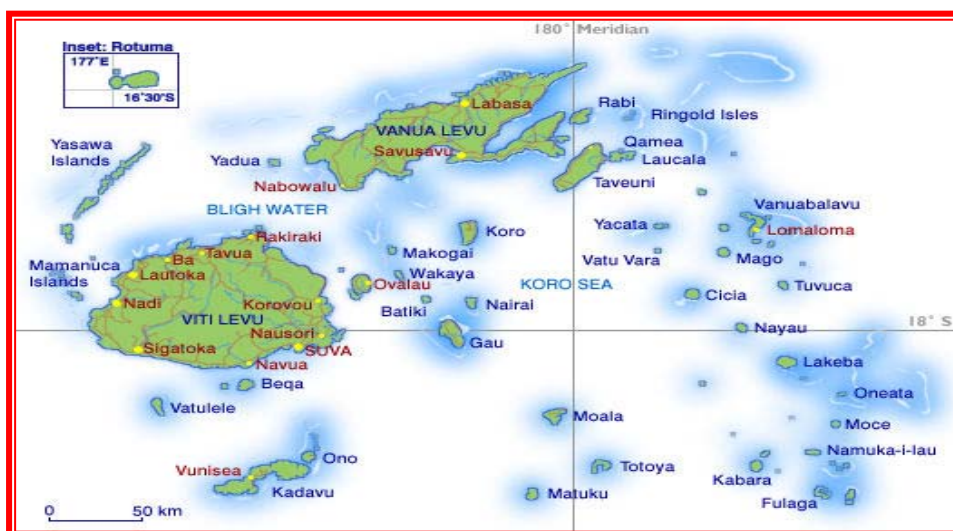 180° Meridian
Inset: Rotuma
177°E
16°30'S
Labasa
Rabi
Ringold Isles
VANUA LEVU
Yasawa
Islands
Yadua
Savusavu
Qamea
Laucala
Taveuni
Nabowalu
Vanuabalavu
BLIGH WATER
Yacata
Lomaloma
Koro
Rakiraki
Makogai
Vatu Vara
Mago
Tavua
Ba
Mamanuca
Islands
Lautoka
Wakaya
Ovalau
KORO SEA
Tuvuca
Cicia
Nadi
Korovou
Batiki
Nairai
VITI LEVU
Nausori
18° S
Nayau
Gau
Sigatoka
SUVA
Navua
Lakeba
Beqa
Oneata
Vatulele
Moala
Moce
Namuka-i-lau
Ono
Vunisea
Totoya
Kabara
Kadavu
Matuku
Fulaga
0
50 km